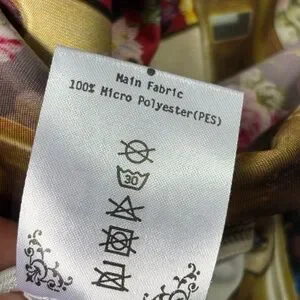 Main Fabric
100% Micro Polyester(PES)
30